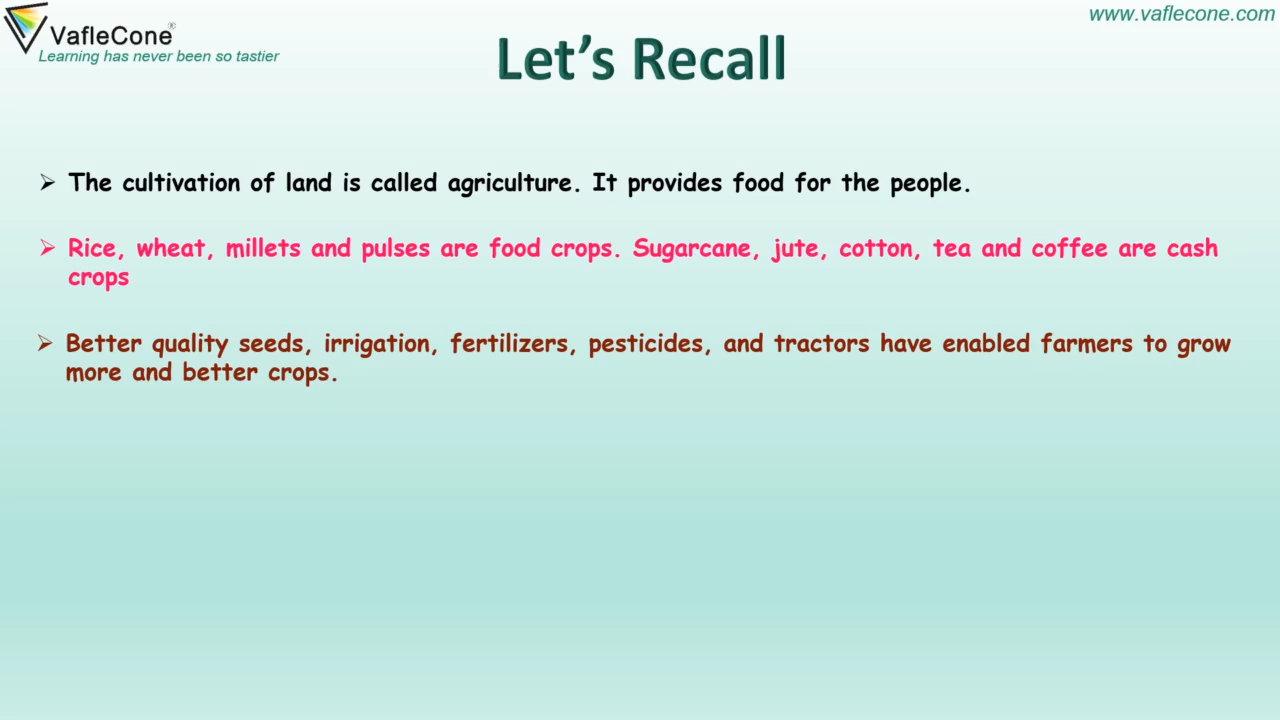 VafleCone®
www.vaflecone.com
Learning has never been so tastier
Let's Recall
➢ The cultivation of land is called agriculture. It provides food for the people.
➢ Rice, wheat, millets and pulses are food crops. Sugarcane, jute, cotton, tea and coffee are cash
crops
➢ Better quality seeds, irrigation, fertilizers, pesticides, and tractors have enabled farmers to grow
more and better crops.